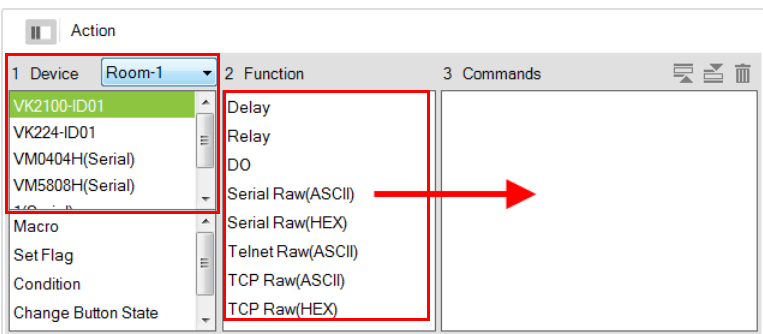 Action
1 Device Room-1 2 Function 3 Commands
VK2100-ID01
VK224-ID01
VM0404H(Serial)
VM5808H(Serial)
Macro
Set Flag
Condition
Change Button State
Delay
Relay
DO
Serial Raw(ASCII)
Serial Raw(HEX)
Telnet Raw(ASCII)
TCP Raw(ASCII)
TCP Raw(HEX)